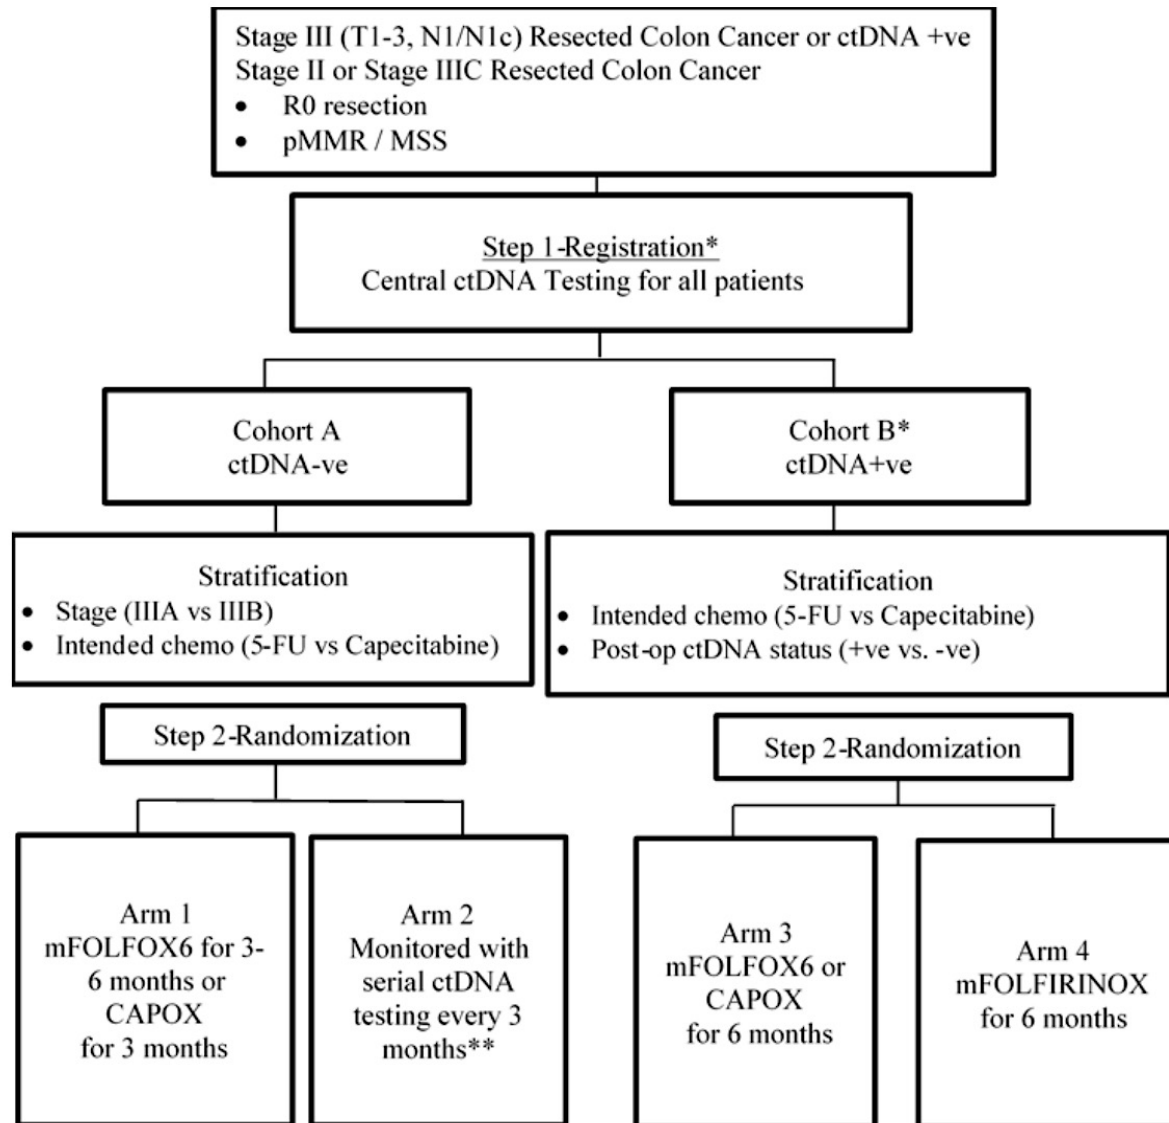 Stage III (T1-3, N1/N1c) Resected Colon Cancer or ctDNA +ve
Stage II or Stage IIIC Resected Colon Cancer
• R0 resection
• pMMR / MSS
Step 1-Registration*
Central ctDNA Testing for all patients
Cohort A
ctDNA-ve
Cohort B*
ctDNA+ve
Stratification
• Stage (IIIA vs IIIB)
• Intended chemo (5-FU vs Capecitabine)
Stratification
• Intended chemo (5-FU vs Capecitabine)
• Post-op ctDNA status (+ve vs. -ve)
Step 2-Randomization
Step 2-Randomization
Arm 1
mFOLFOX6 for 3-
6 months or
CAPOX
for 3 months
Arm 2
Monitored with
serial ctDNA
testing every 3
months**
Arm 3
mFOLFOX6 or
CAPOX
for 6 months
Arm 4
mFOLFIRINOX
for 6 months